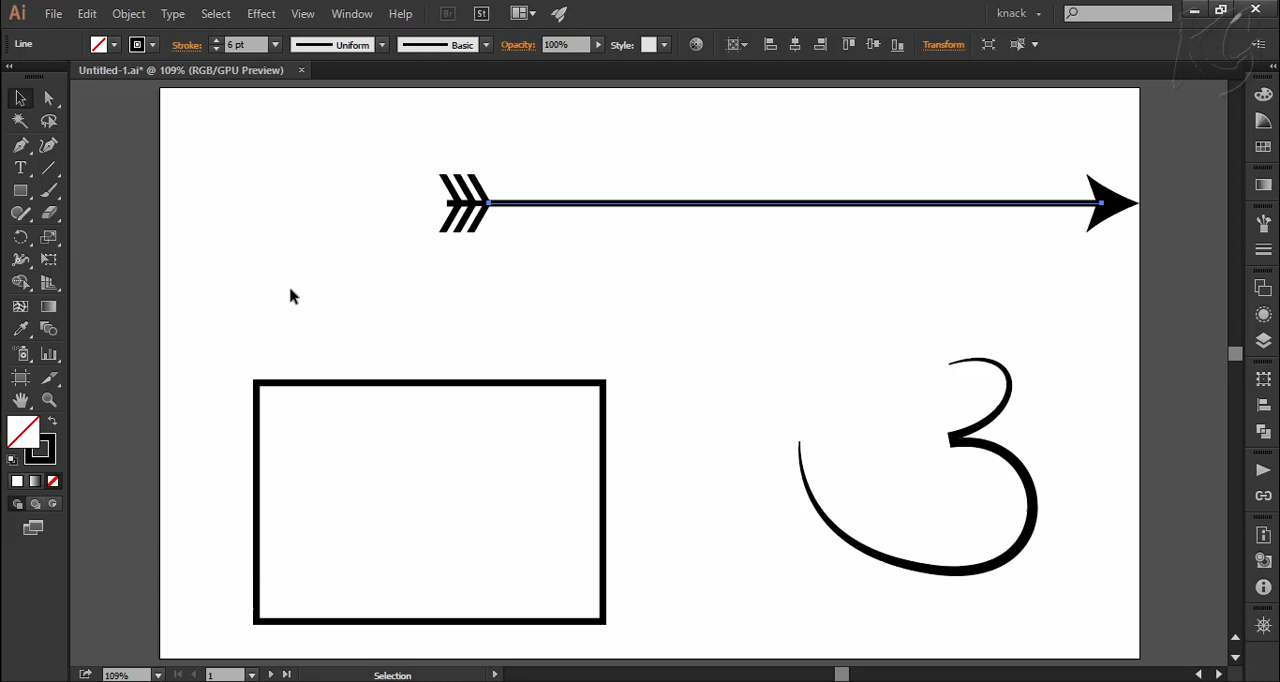 Ai File Edit Object Type Select Effect View Window Help Br St knack
Line Stroke: 6 pt Uniform Basic Opacity: 100% Style: Transform
Untitled-1.ai* @ 109% (RGB/GPU Preview) ×
T
3
109% 1 Selection